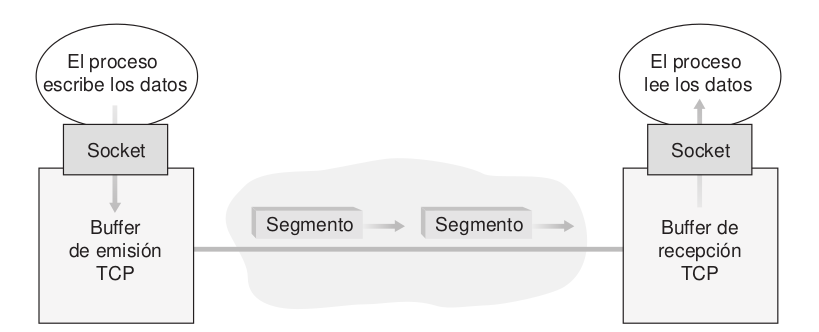 El proceso
escribe los datos
Socket
Buffer
de emisión
TCP
Segmento
Segmento
El proceso
lee los datos
Socket
Buffer de
recepción
TCP